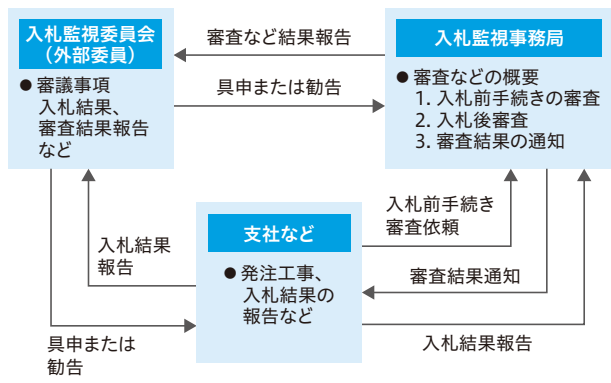 入札監視委員会
（外部委員）
● 審議事項
入札結果、
審査結果報告
など
審査など結果報告
具申または勧告
入札監視事務局
● 審査などの概要
1. 入札前手続きの審査
2. 入札後審査
3. 審査結果の通知
入札結果
報告
支社など
● 発注工事、
入札結果の
報告など
入札前手続き
審査依頼
審査結果通知
具申または
勧告
入札結果報告